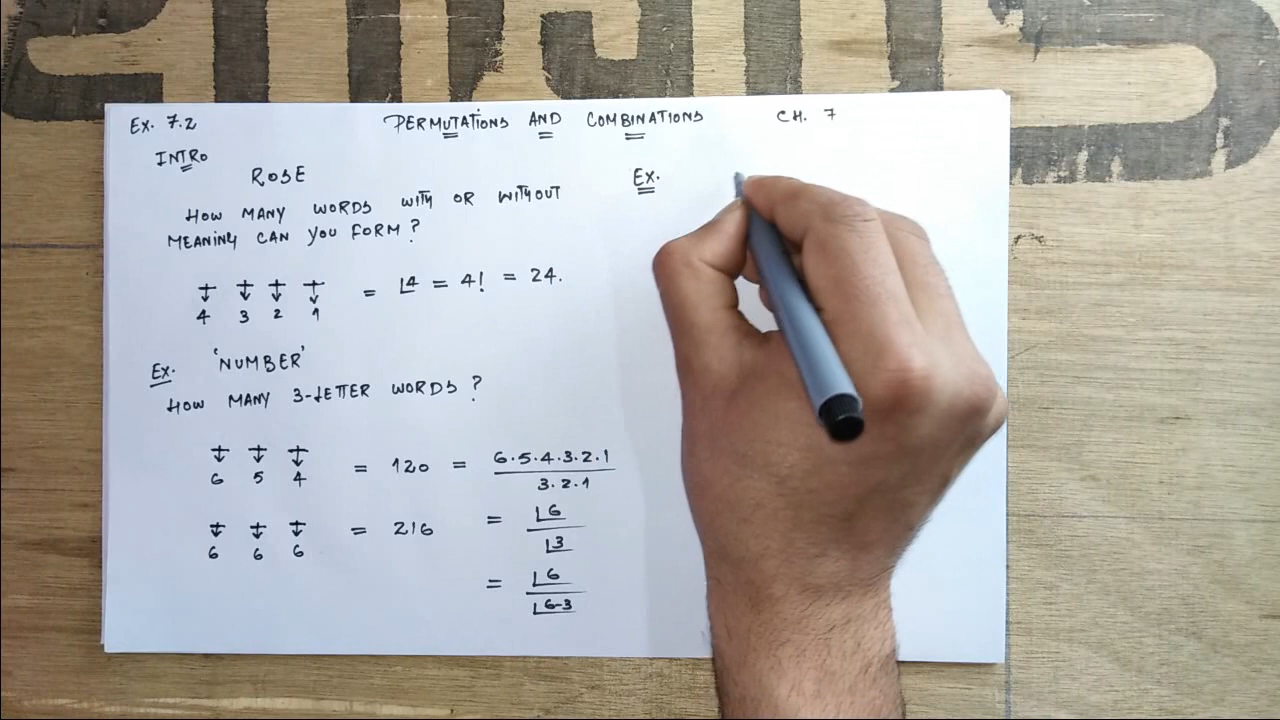 Ex. 7.2 PERMUTATIONS AND COMBINATIONS CH. 7
INTRO
ROSE
HOW MANY WORDS WITH OR WITHOUT
MEANING CAN YOU FORM?
4 3 2 1 = ⌊4 = 4! = 24.
Ex. 'NUMBER'
HOW MANY 3-LETTER WORDS?
6 5 4 = 120 = 6.5.4.3.2.1
3.2.1
6 6 6 = 216 = ⌊6
⌊3
= ⌊6
⌊6-3
Ex.